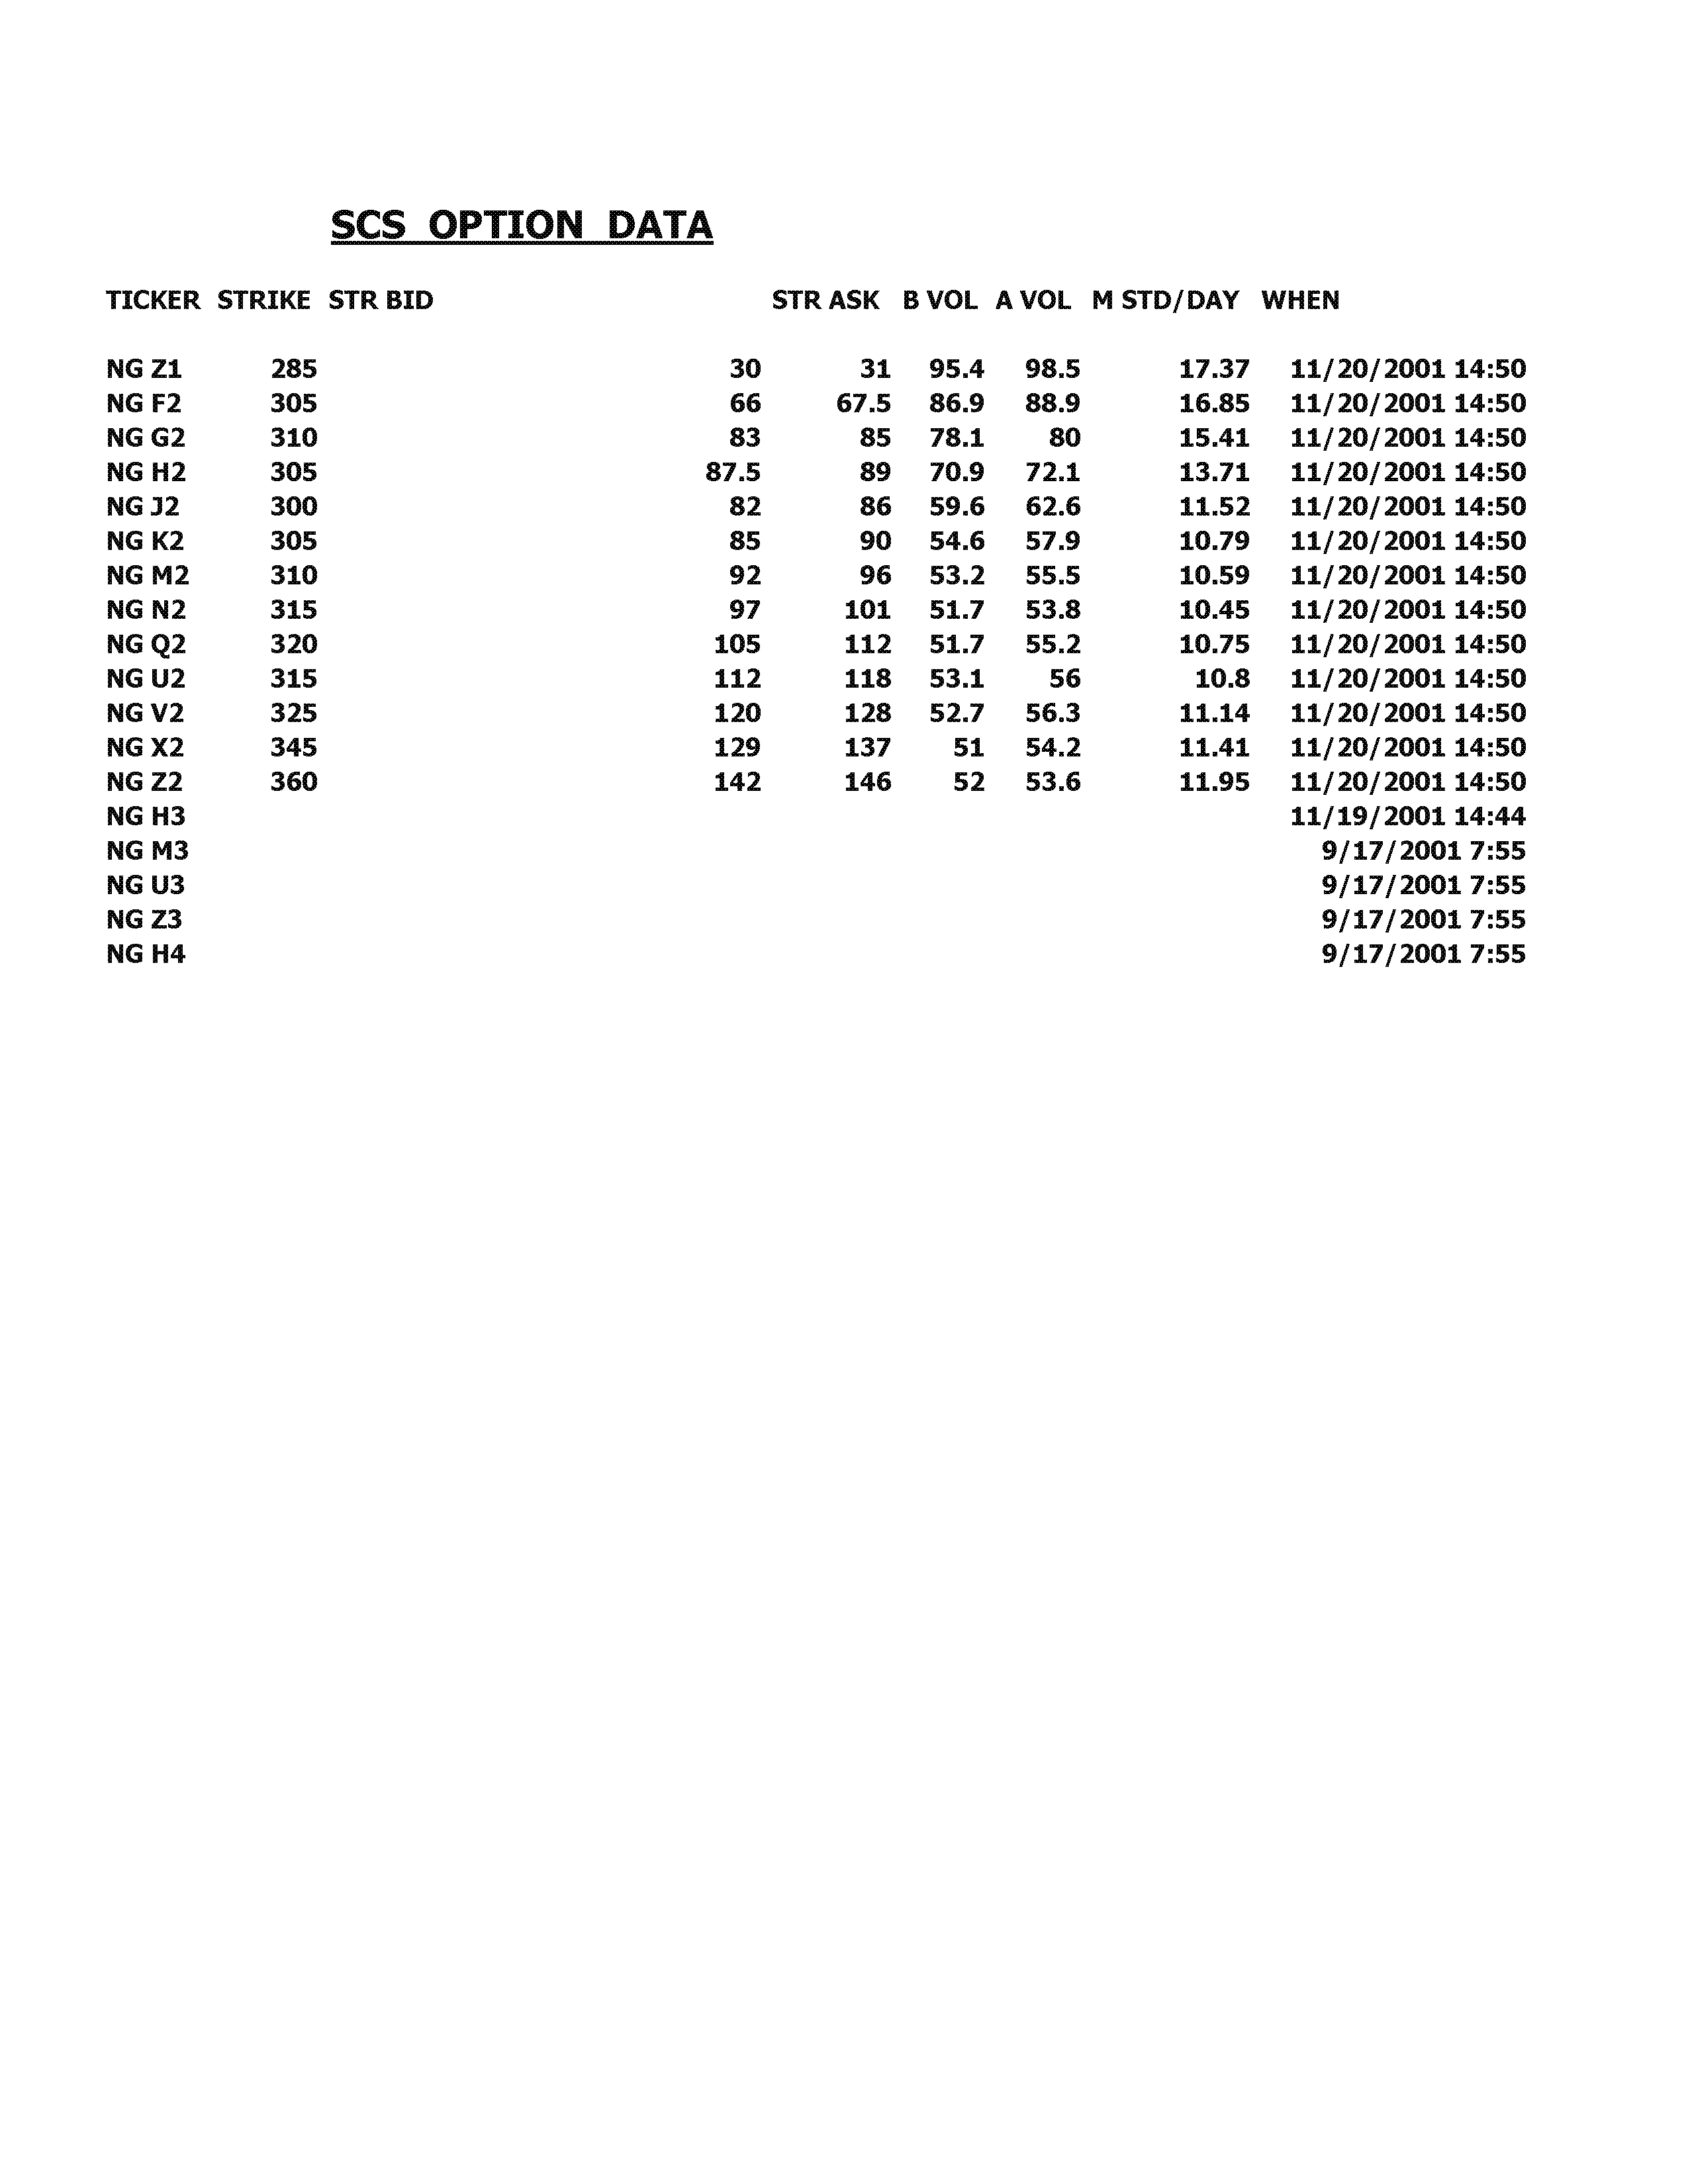 SCS OPTION DATA
TICKER STRIKE STR BID STR ASK B VOL A VOL M STD/DAY WHEN
NG Z1 285 30 31 95.4 98.5 17.37 11/20/2001 14:50
NG F2 305 66 67.5 86.9 88.9 16.85 11/20/2001 14:50
NG G2 310 83 85 78.1 80 15.41 11/20/2001 14:50
NG H2 305 87.5 89 70.9 72.1 13.71 11/20/2001 14:50
NG J2 300 82 86 59.6 62.6 11.52 11/20/2001 14:50
NG K2 305 85 90 54.6 57.9 10.79 11/20/2001 14:50
NG M2 310 92 96 53.2 55.5 10.59 11/20/2001 14:50
NG N2 315 97 101 51.7 53.8 10.45 11/20/2001 14:50
NG Q2 320 105 112 51.7 55.2 10.75 11/20/2001 14:50
NG U2 315 112 118 53.1 56 10.8 11/20/2001 14:50
NG V2 325 120 128 52.7 56.3 11.14 11/20/2001 14:50
NG X2 345 129 137 51 54.2 11.41 11/20/2001 14:50
NG Z2 360 142 146 52 53.6 11.95 11/20/2001 14:50
NG H3 11/19/2001 14:44
NG M3 9/17/2001 7:55
NG U3 9/17/2001 7:55
NG Z3 9/17/2001 7:55
NG H4 9/17/2001 7:55